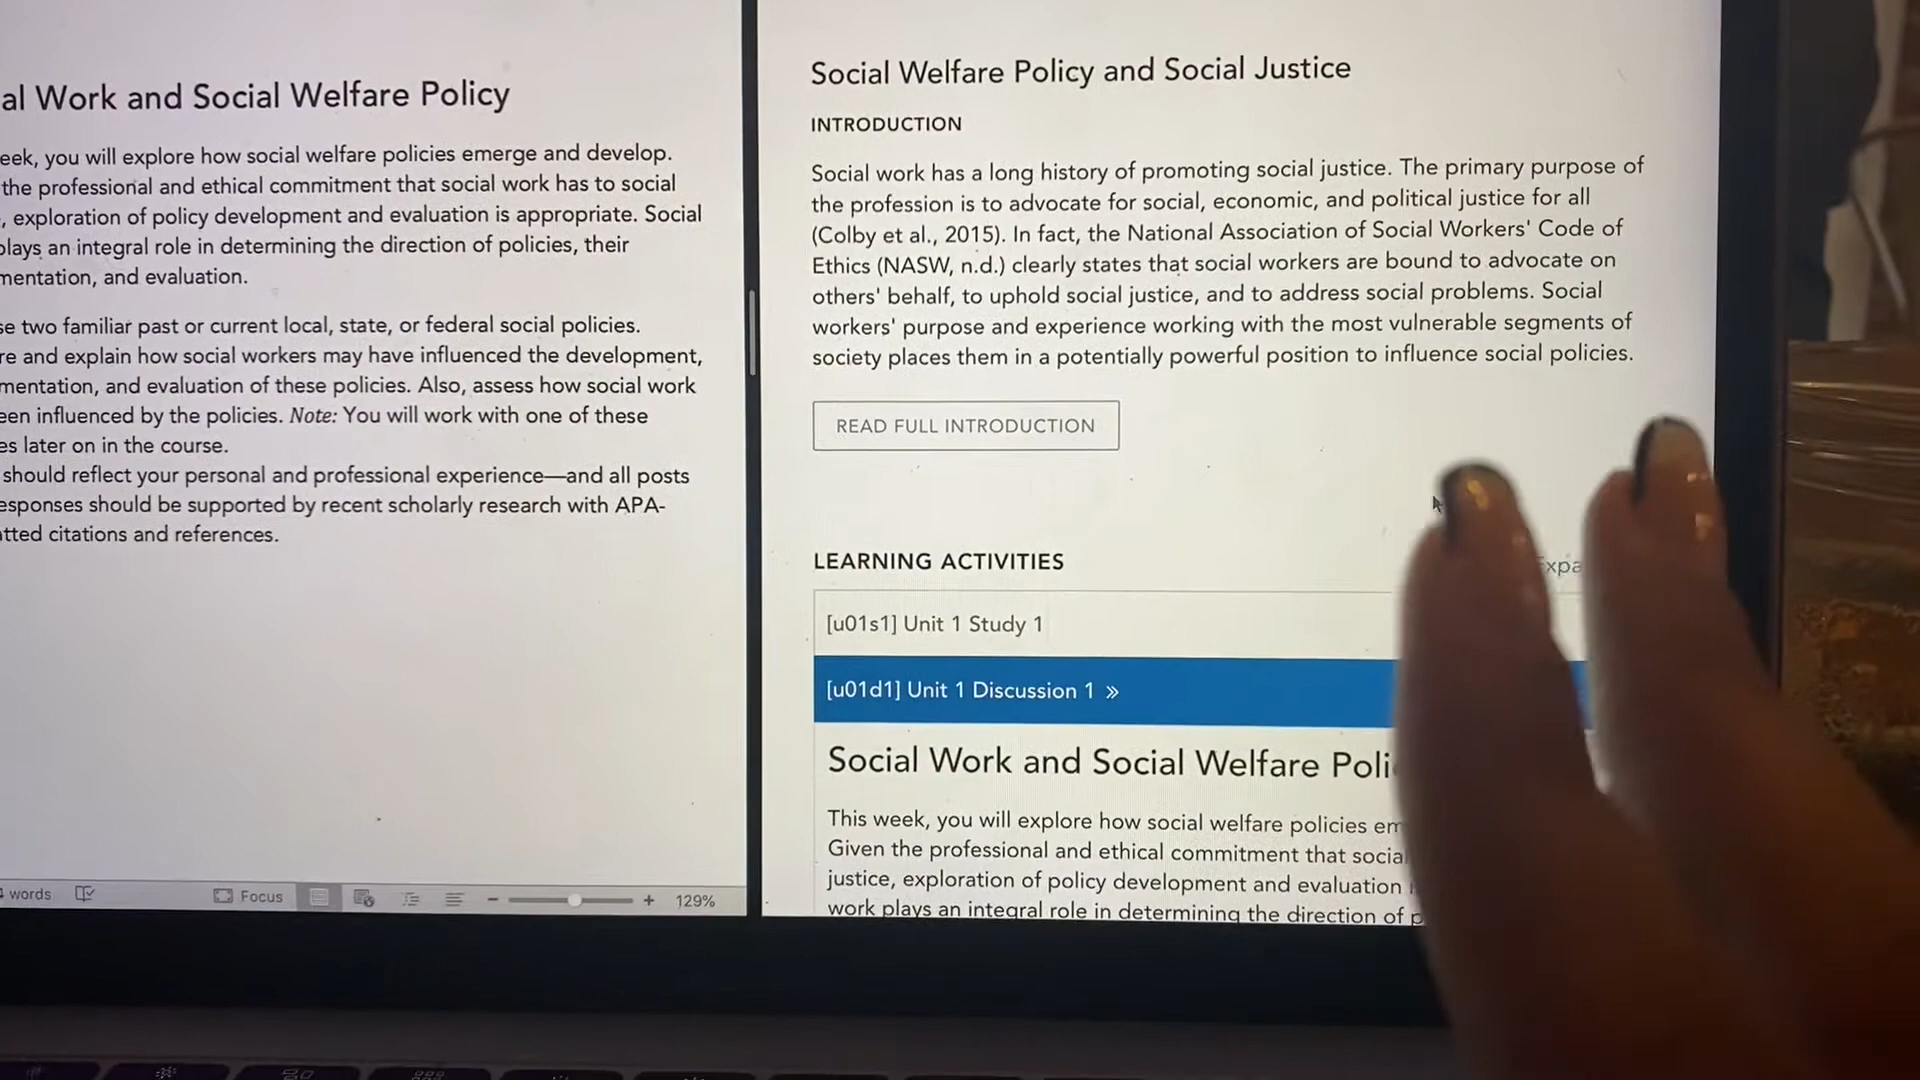 al Work and Social Welfare Policy
eek, you will explore how social welfare policies emerge and develop.
the professional and ethical commitment that social work has to social
, exploration of policy development and evaluation is appropriate. Social
plays an integral role in determining the direction of policies, their
mentation, and evaluation.
se two familiar past or current local, state, or federal social policies.
re and explain how social workers may have influenced the development,
mentation, and evaluation of these policies. Also, assess how social work
een influenced by the policies. Note: You will work with one of these
es later on in the course.
should reflect your personal and professional experience—and all posts
esponses should be supported by recent scholarly research with APA-
tted citations and references.
words
Focus
129%
Social Welfare Policy and Social Justice
INTRODUCTION
Social work has a long history of promoting social justice. The primary purpose of
the profession is to advocate for social, economic, and political justice for all
(Colby et al., 2015). In fact, the National Association of Social Workers' Code of
Ethics (NASW, n.d.) clearly states that social workers are bound to advocate on
others' behalf, to uphold social justice, and to address social problems. Social
workers' purpose and experience working with the most vulnerable segments of
society places them in a potentially powerful position to influence social policies.
READ FULL INTRODUCTION
LEARNING ACTIVITIES
Expa
[u01s1] Unit 1 Study 1
[u01d1] Unit 1 Discussion 1 »
Social Work and Social Welfare Poli
This week, you will explore how social welfare policies em
Given the professional and ethical commitment that socia
justice, exploration of policy development and evaluation
work plays an integral role in determining the direction of p